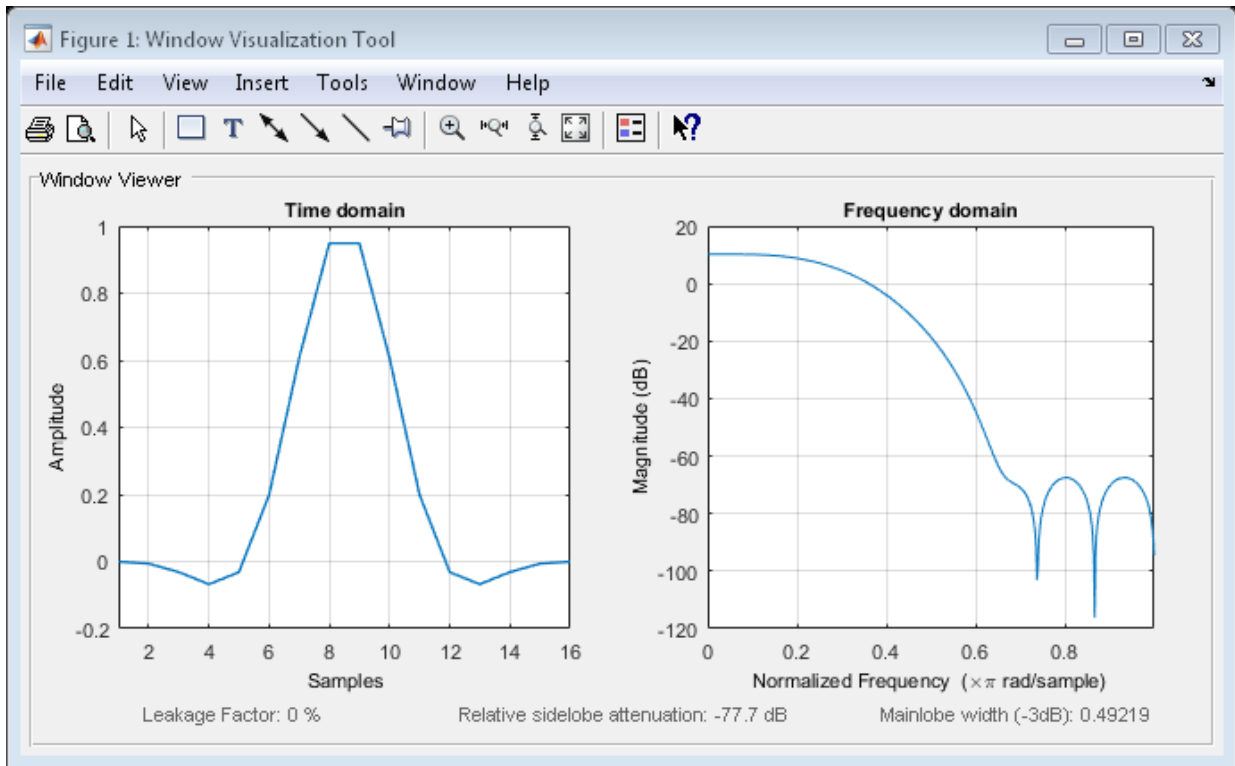 Figure 1: Window Visualization Tool
File Edit View Insert Tools Window Help
T
?
Window Viewer
Time domain
1
0.8
0.6
0.4
0.2
0
-0.2
Amplitude
2 4 6 8 10 12 14 16
Samples
Frequency domain
20
0
-20
-40
-60
-80
-100
-120
Magnitude (dB)
0 0.2 0.4 0.6 0.8
Normalized Frequency (×π rad/sample)
Leakage Factor: 0 % Relative sidelobe attenuation: -77.7 dB Mainlobe width (-3dB): 0.49219